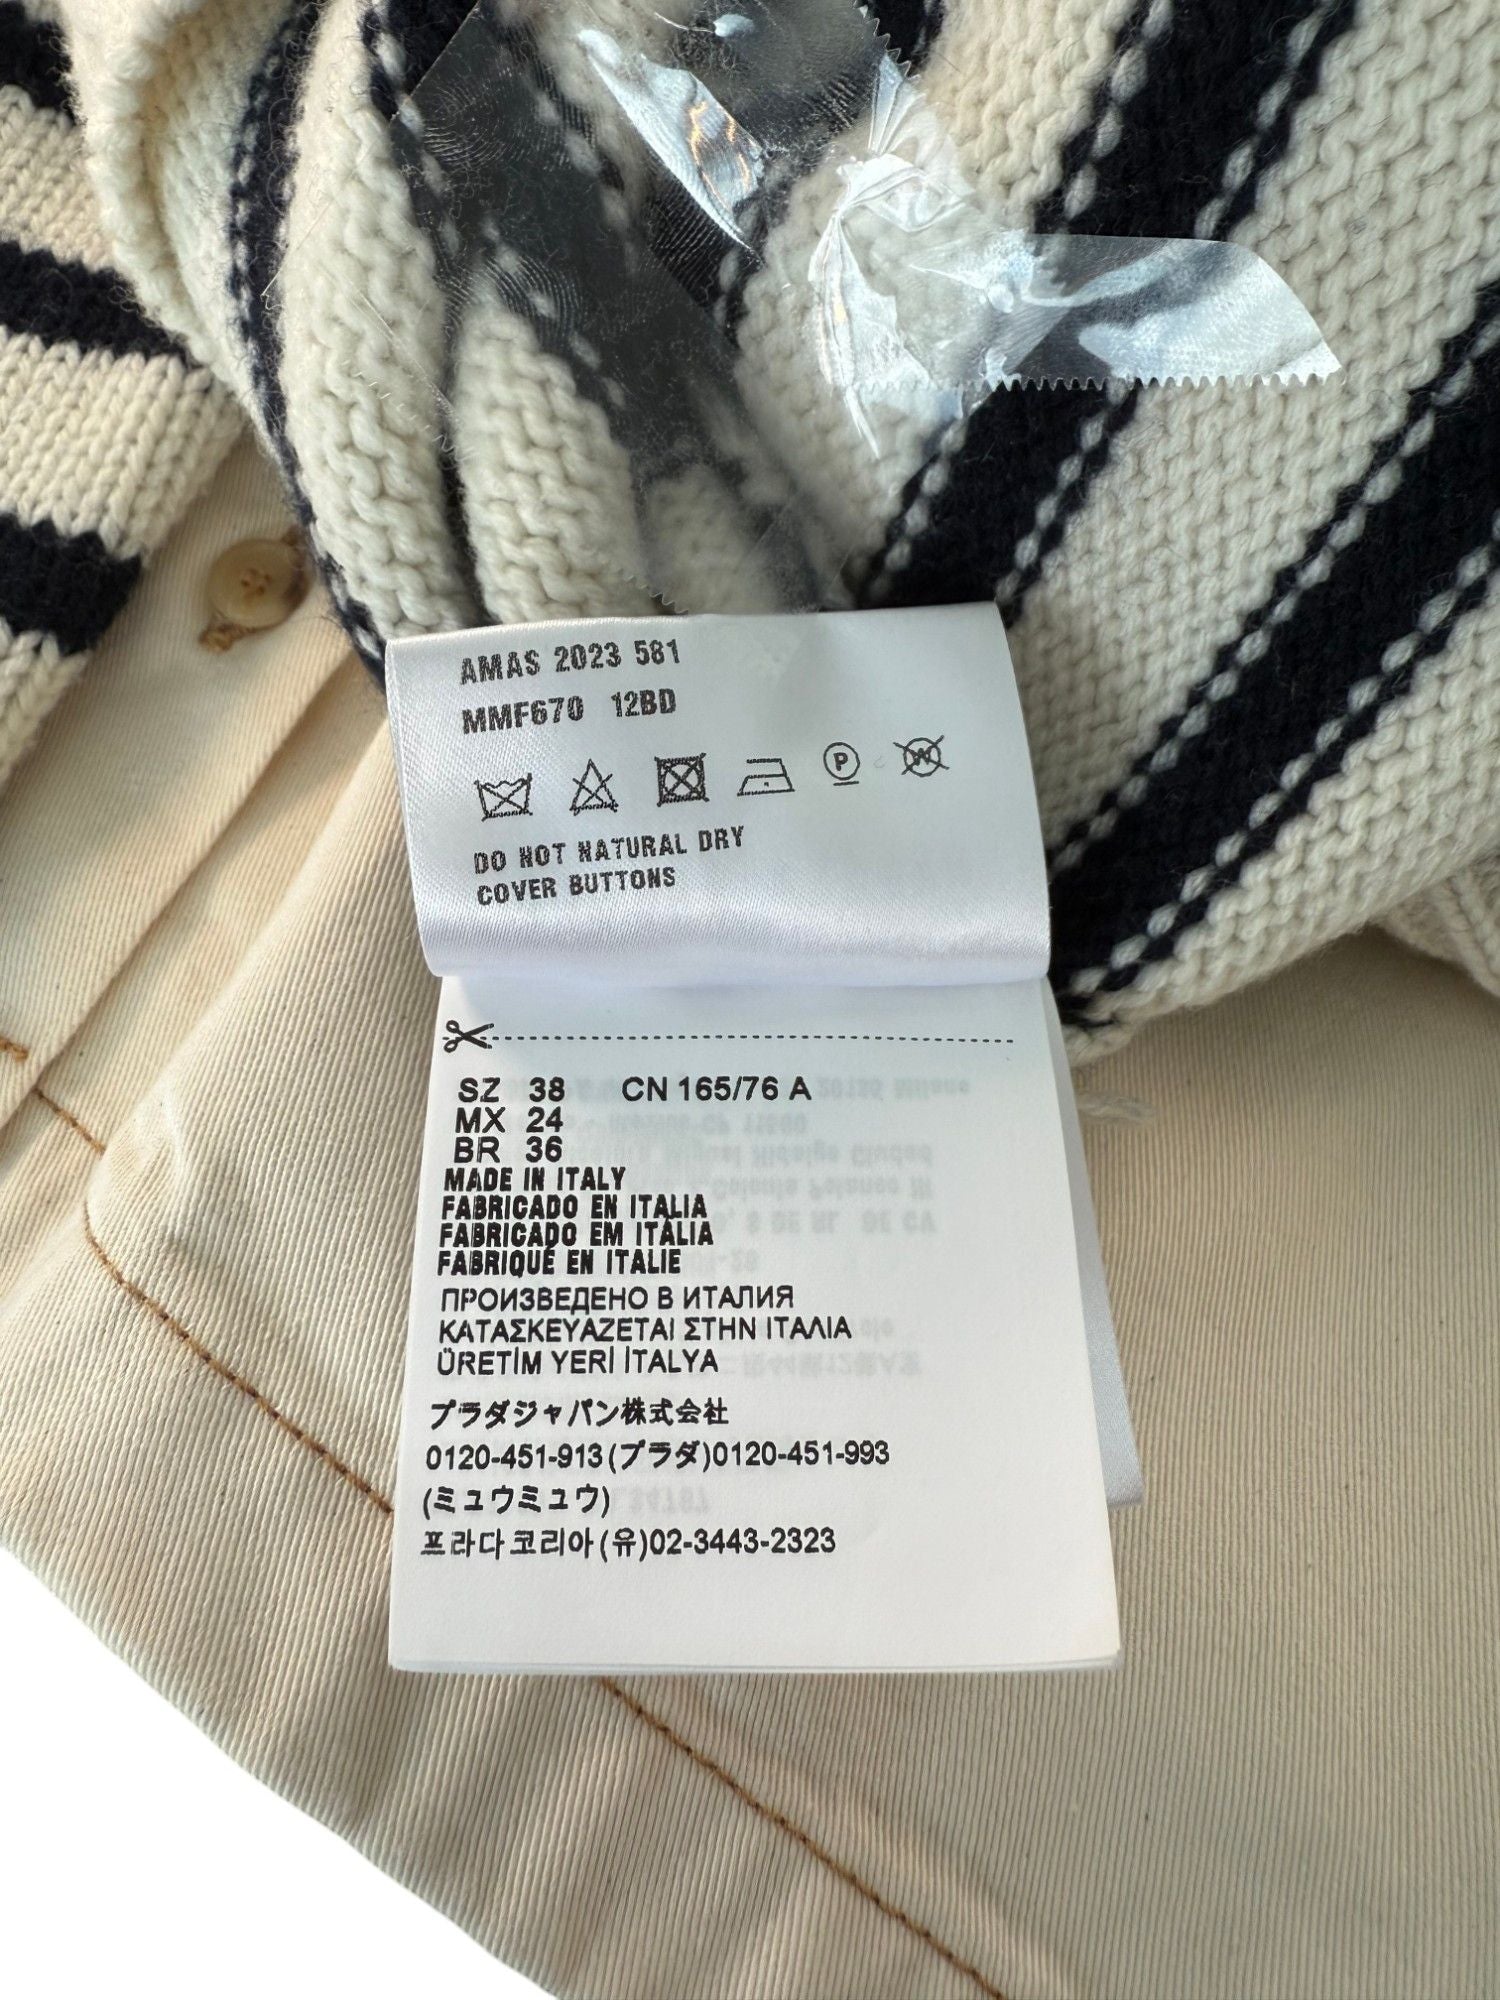 AMAS 2023 581
MMF670 12BD
P W
DO NOT NATURAL DRY
COVER BUTTONS
SZ 38 CN 165/76 A
MX 24
BR 36
MADE IN ITALY
FABRICADO EN ITALIA
FABRICADO EM ITÁLIA
FABRIQUÉ EN ITALIE
ПРОИЗВЕДЕНО В ИТАЛИЯ
ΚΑΤΑΣΚΕΥΑΖΕΤΑΙ ΣΤΗΝ ΙΤΑΛΙΑ
ÜRETİM YERİ İTALYA
プラダジャパン株式会社
0120-451-913(プラダ)0120-451-993
(ミュウミュウ)
프라다코리아(유)02-3443-2323